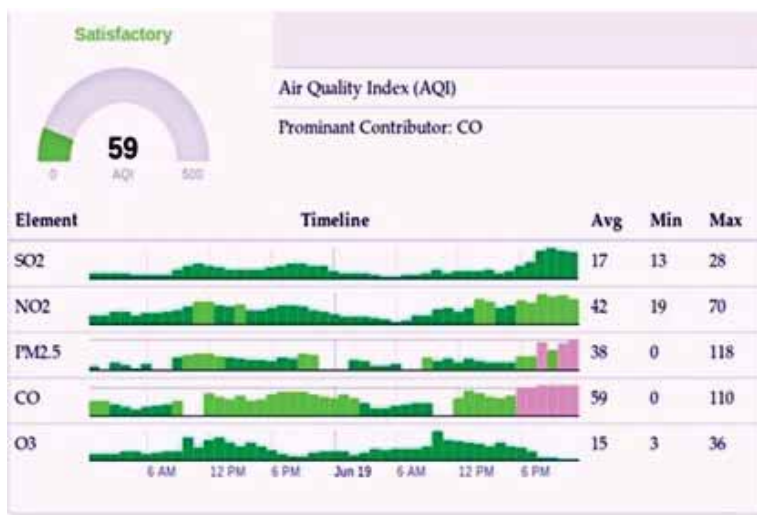 Satisfactory
59
AQI
0
500
Air Quality Index (AQI)
Prominant Contributor: CO
Element Timeline Avg Min Max
SO2 17 13 28
NO2 42 19 70
PM2.5 38 0 118
CO 59 0 110
O3 15 3 36
6 AM 12 PM 6 PM Jun 19 6 AM 12 PM 6 PM